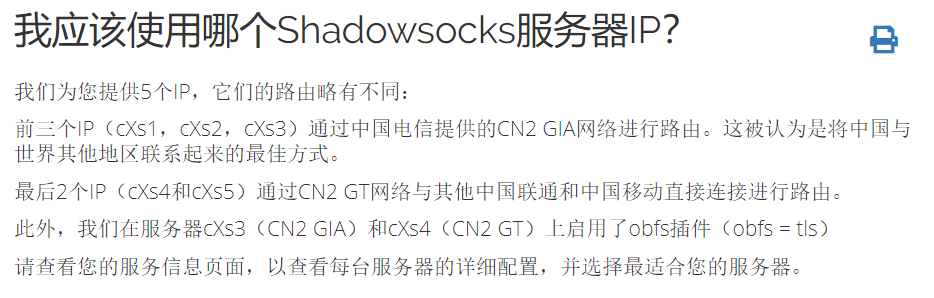 我应该使用哪个Shadowsocks服务器IP？
我们为您提供5个IP，它们的路由略有不同：
前三个IP（cXs1，cXs2，cXs3）通过中国电信提供的CN2 GIA网络进行路由。这被认为是将中国与
世界其他地区联系起来的最佳方式。
最后2个IP（cXs4和cXs5）通过CN2 GT网络与其他中国联通和中国移动直接连接进行路由。
此外，我们在服务器cXs3（CN2 GIA）和cXs4（CN2 GT）上启用了obfs插件（obfs = tls）
请查看您的服务信息页面，以查看每台服务器的详细配置，并选择最适合您的服务器。